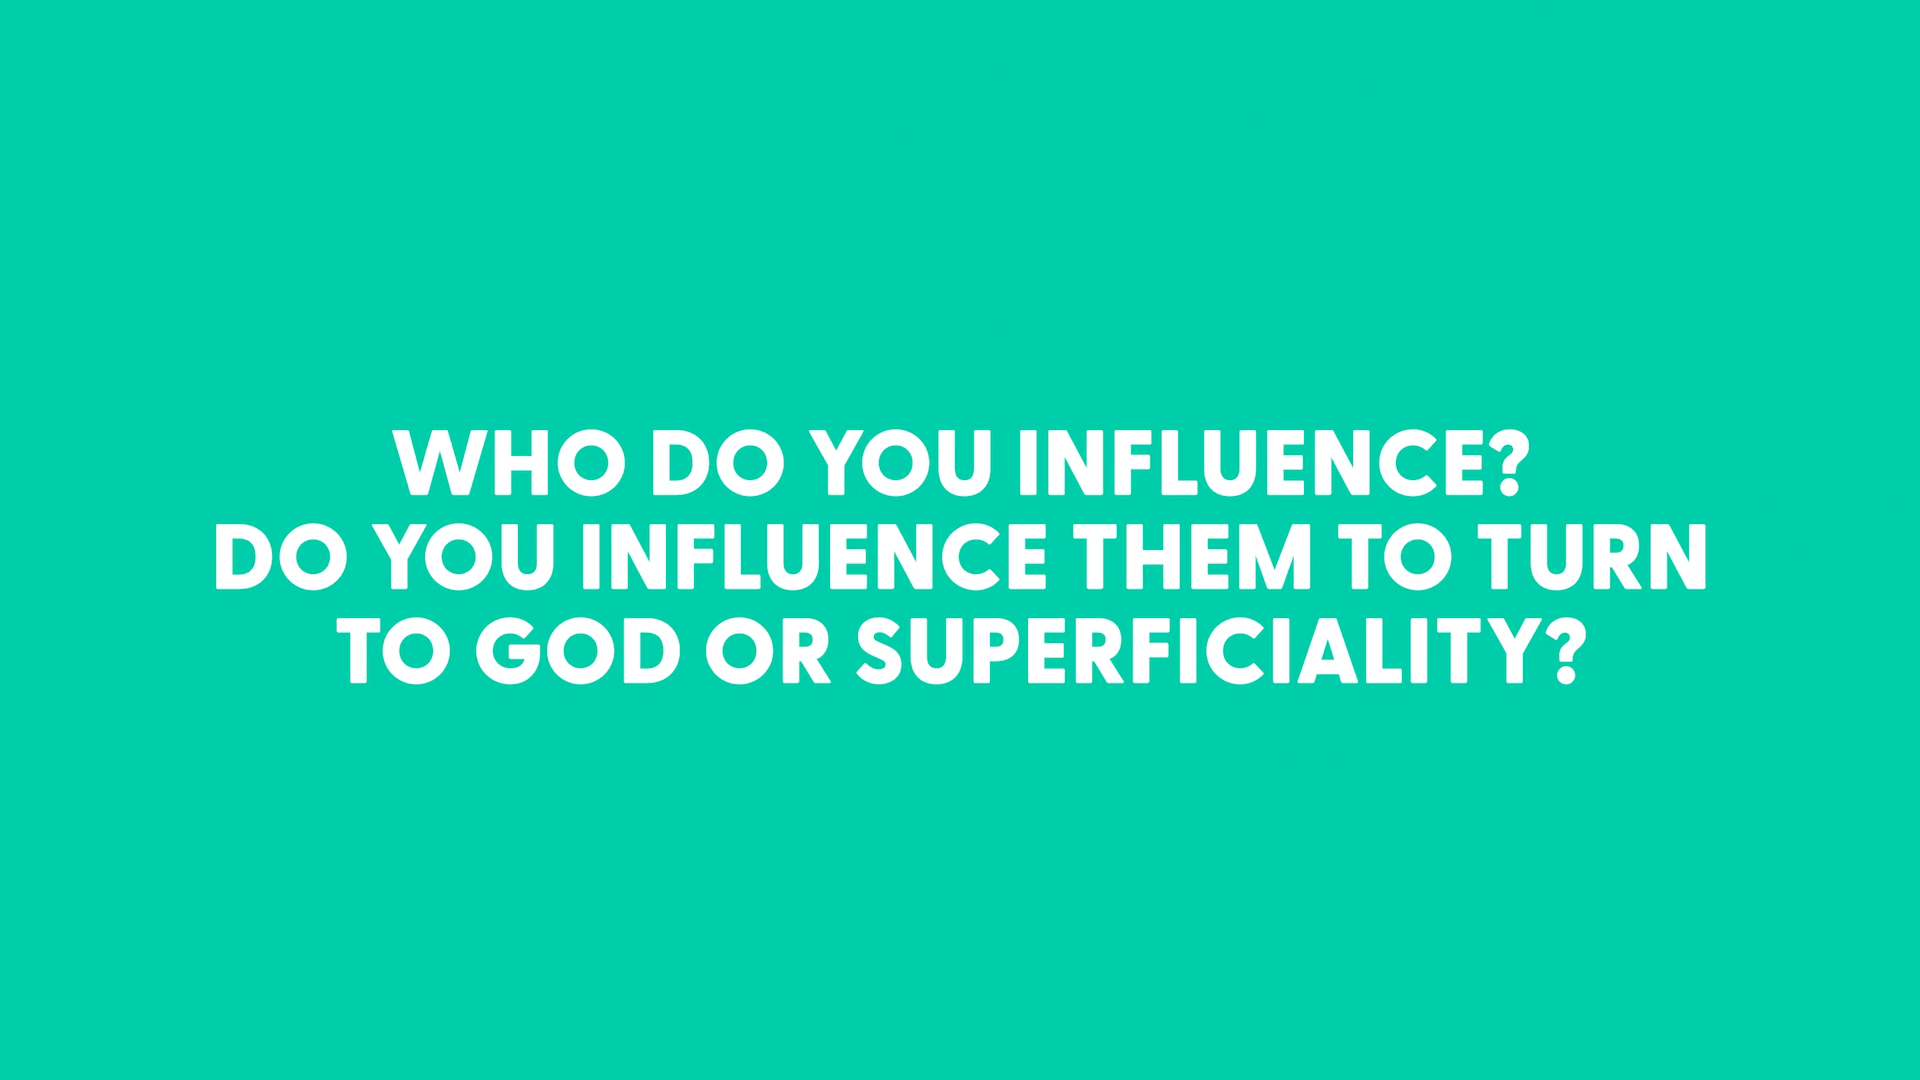 WHO DO YOU INFLUENCE?
DO YOU INFLUENCE THEM TO TURN
TO GOD OR SUPERFICIALITY?